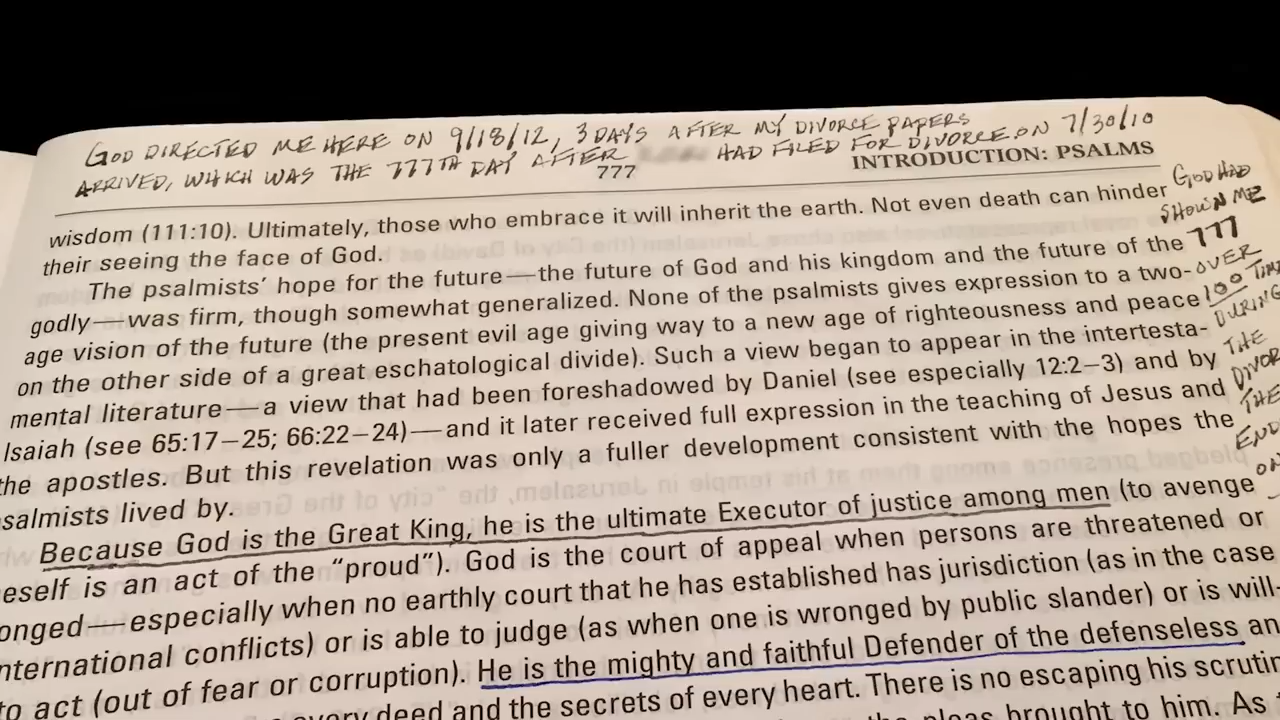 GOD DIRECTED ME HERE ON 9/18/12, 3 DAYS AFTER MY DIVORCE PAPERS
ARRIVED, WHICH WAS THE 777TH DAY AFTER HAD FILED FOR DIVORCE ON 7/30/10
777
INTRODUCTION: PSALMS
wisdom (111:10). Ultimately, those who embrace it will inherit the earth. Not even death can hinder
their seeing the face of God.
The psalmists' hope for the future—the future of God and his kingdom and the future of the
godly—was firm, though somewhat generalized. None of the psalmists gives expression to a two-
age vision of the future (the present evil age giving way to a new age of righteousness and peace
on the other side of a great eschatological divide). Such a view began to appear in the intertesta-
mental literature—a view that had been foreshadowed by Daniel (see especially 12:2–3) and by
Isaiah (see 65:17–25; 66:22–24)—and it later received full expression in the teaching of Jesus and
the apostles. But this revelation was only a fuller development consistent with the hopes the
salmists lived by.
Because God is the Great King, he is the ultimate Executor of justice among men (to avenge
eself is an act of the "proud"). God is the court of appeal when persons are threatened or
onged—especially when no earthly court that he has established has jurisdiction (as in the case
nternational conflicts) or is able to judge (as when one is wronged by public slander) or is will-
to act (out of fear or corruption). He is the mighty and faithful Defender of the defenseless an
every deed and the secrets of every heart. There is no escaping his scrutin
the pleas brought to him. As
GOD HAD
SHOWN ME
777
OVER
100 TIME
DURING
THE
DIVOR
THE
END
ON